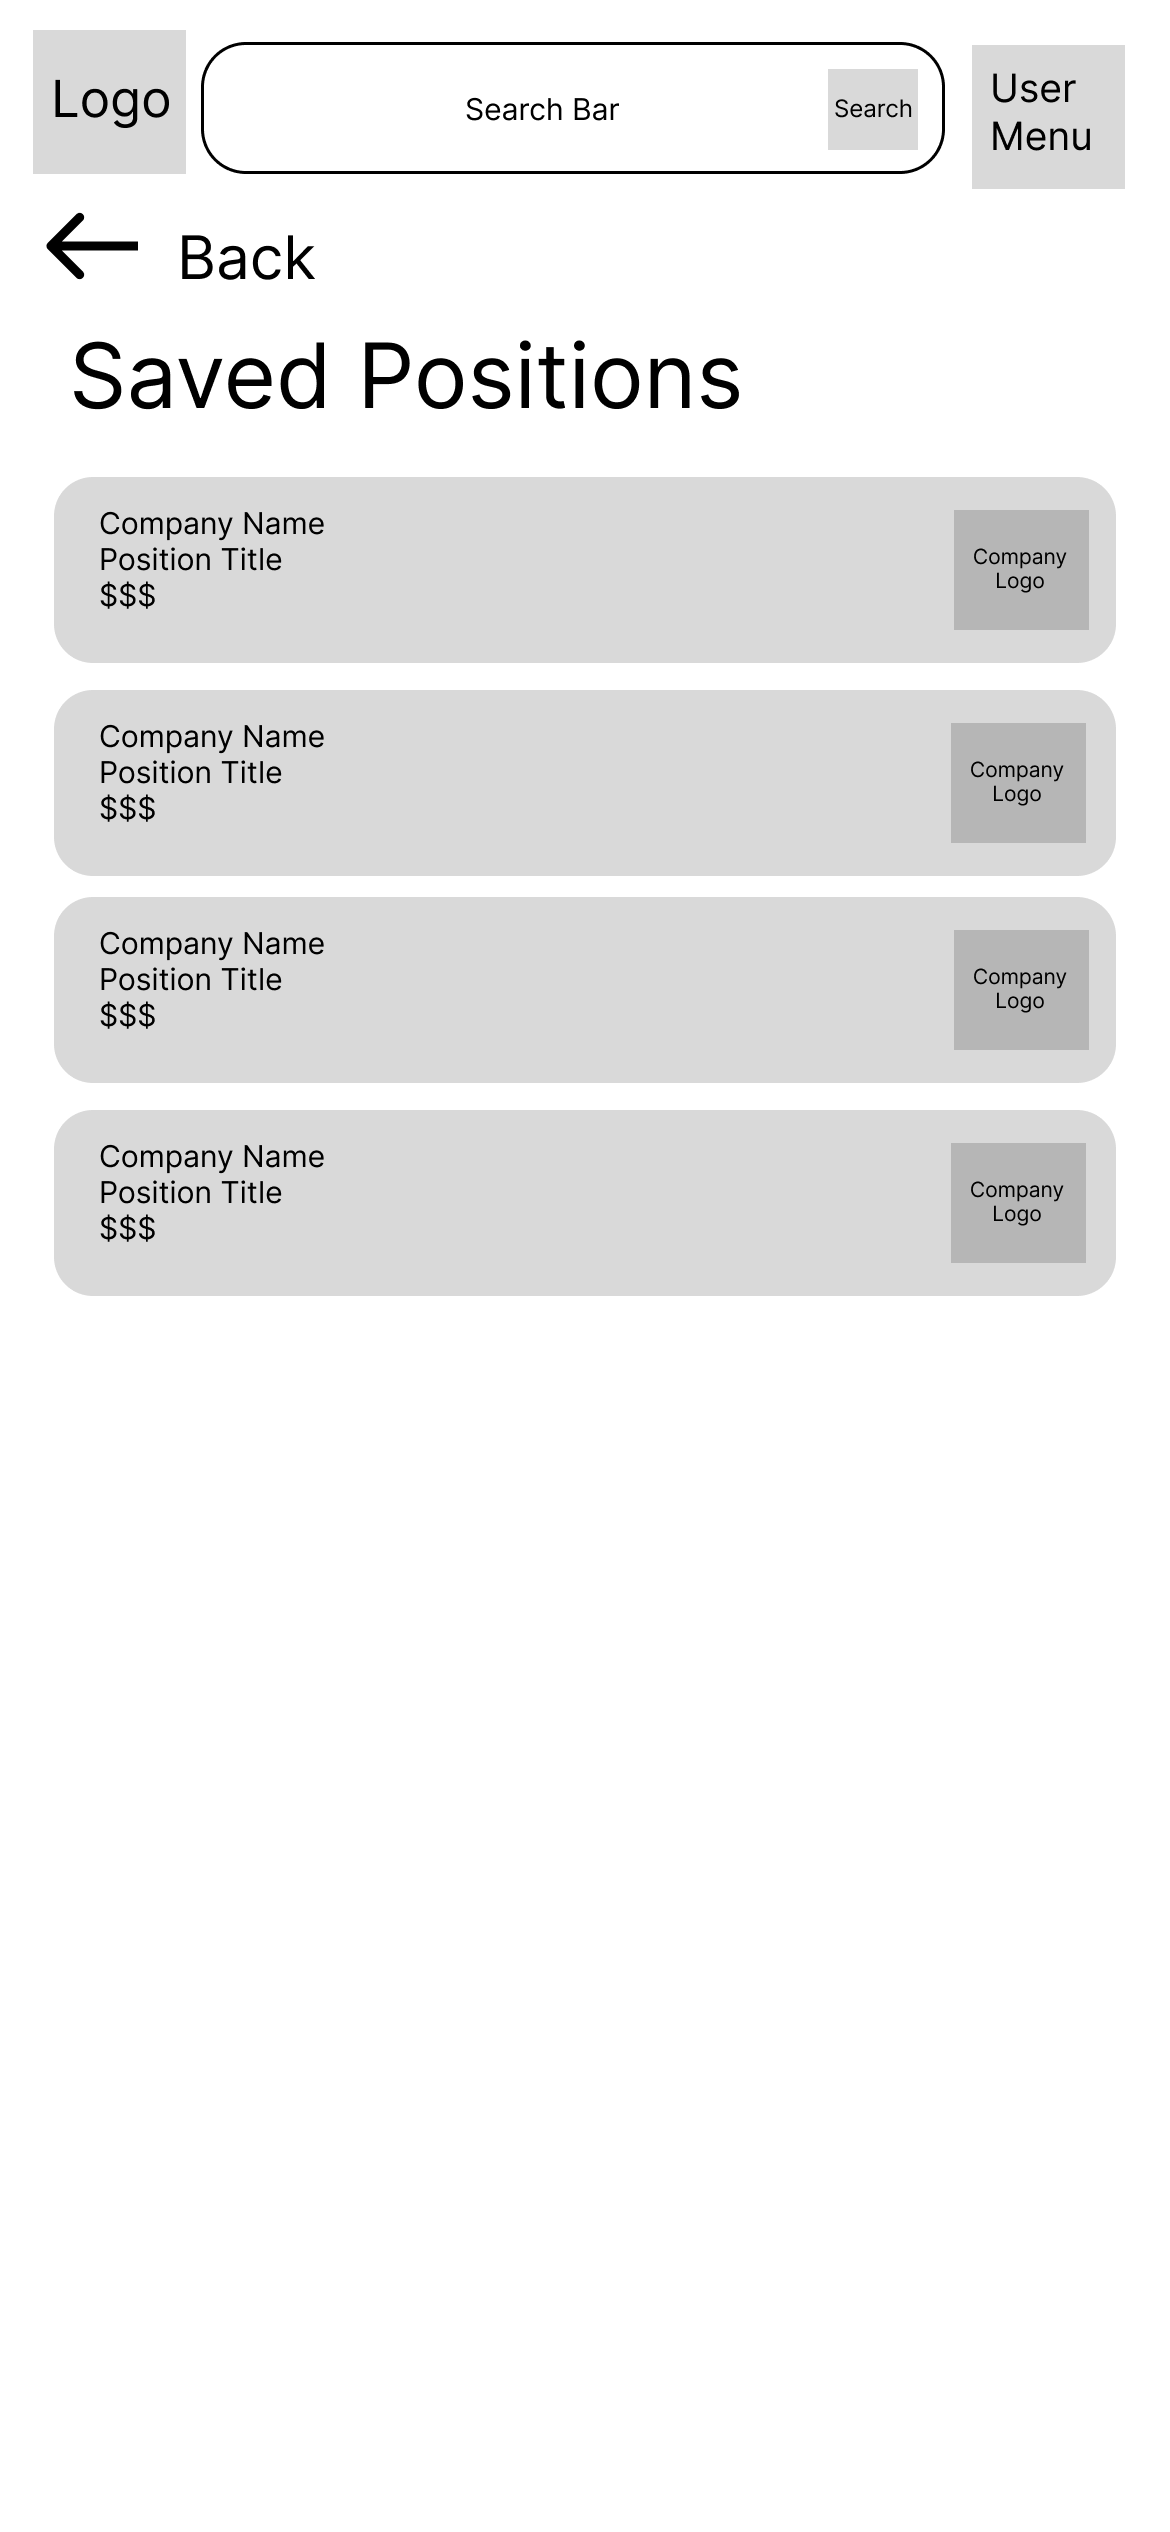 Logo
Search Bar
Search
User
Menu
Back
Saved Positions
Company Name
Position Title
$$$
Company
Logo
Company Name
Position Title
$$$
Company
Logo
Company Name
Position Title
$$$
Company
Logo
Company Name
Position Title
$$$
Company
Logo